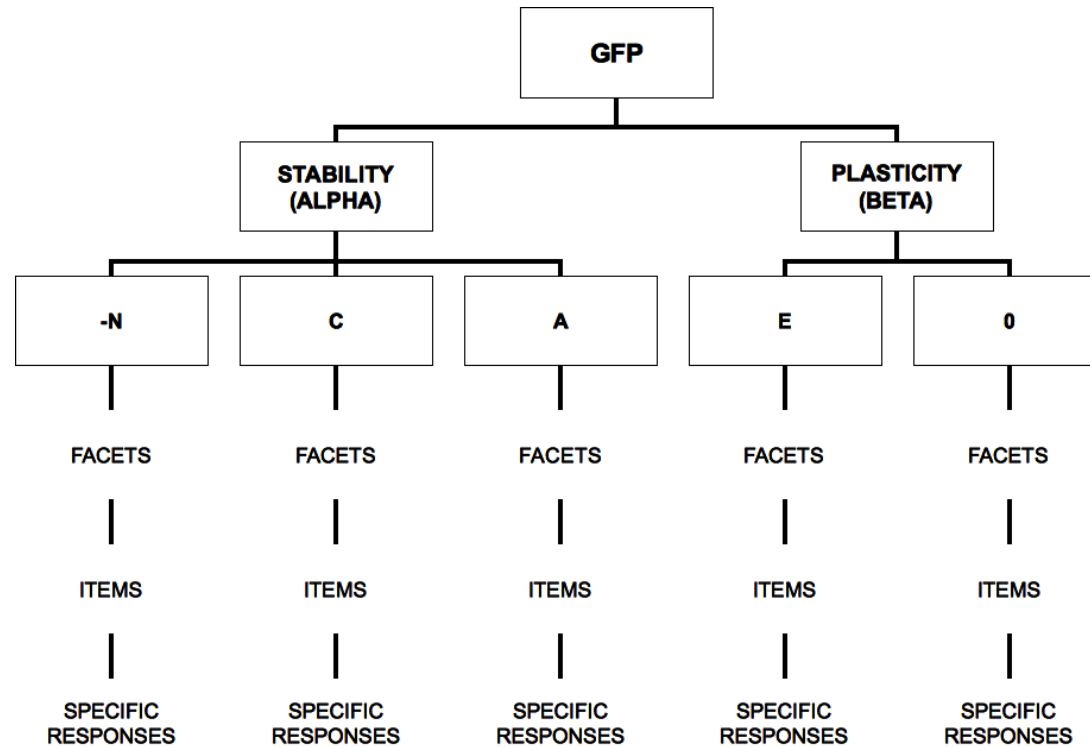 GFP
STABILITY
(ALPHA)
PLASTICITY
(BETA)
-N
C
A
E
0
FACETS
FACETS
FACETS
FACETS
FACETS
ITEMS
ITEMS
ITEMS
ITEMS
ITEMS
SPECIFIC
RESPONSES
SPECIFIC
RESPONSES
SPECIFIC
RESPONSES
SPECIFIC
RESPONSES
SPECIFIC
RESPONSES